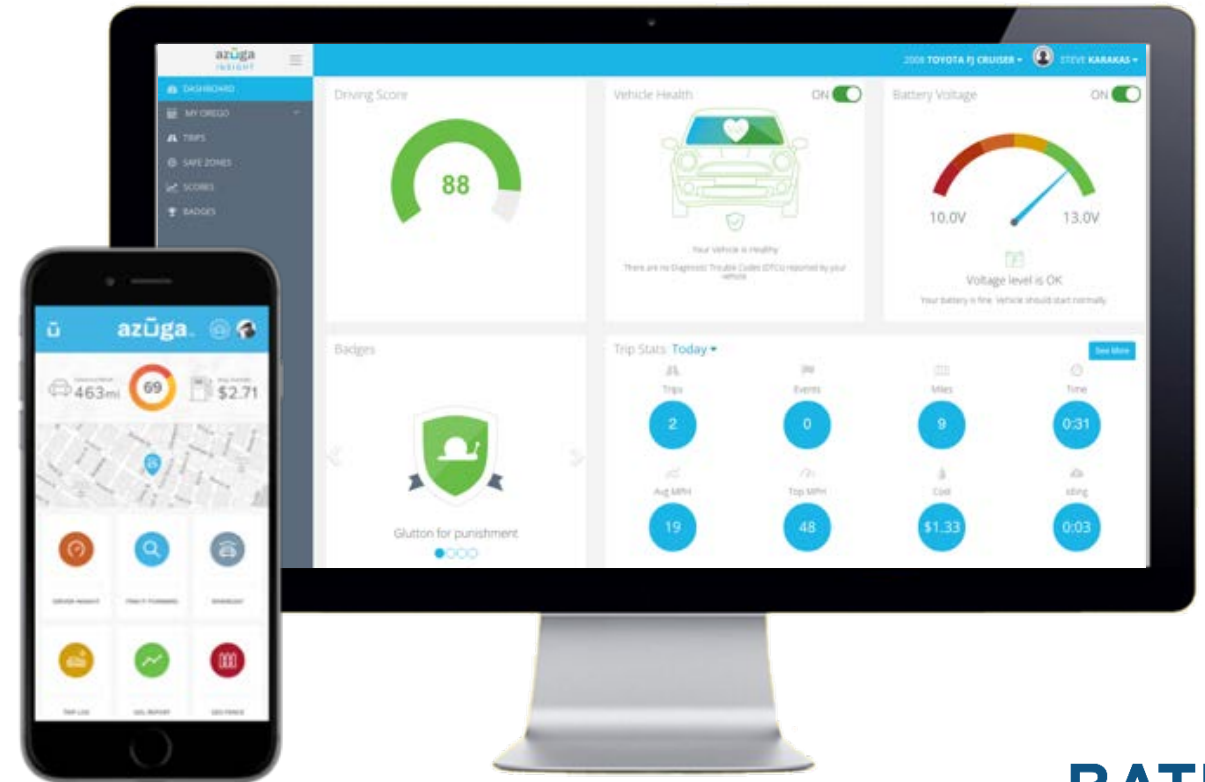 azūga
INSIGHT
2008 TOYOTA FJ CRUISER
STEVE KARAKAS
DASHBOARD
MY OREGO
TRIPS
SAFE ZONES
SCORES
BADGES
Driving Score
88
Vehicle Health
ON
Your Vehicle is Healthy
There are no Diagnostic Trouble Codes (DTCs) reported by your
vehicle
Battery Voltage
ON
10.0V
13.0V
Voltage level is OK
Your battery is fine. Vehicle should start normally.
Badges
Glutton for punishment
Trip Stats: Today
See More
Trips
Events
Miles
Time
2
0
9
0:31
Avg MPH
Top MPH
Cost
Idling
19
48
$1.33
0:03
ū
azūga
463mi
69
$2.71
TRIP LOG